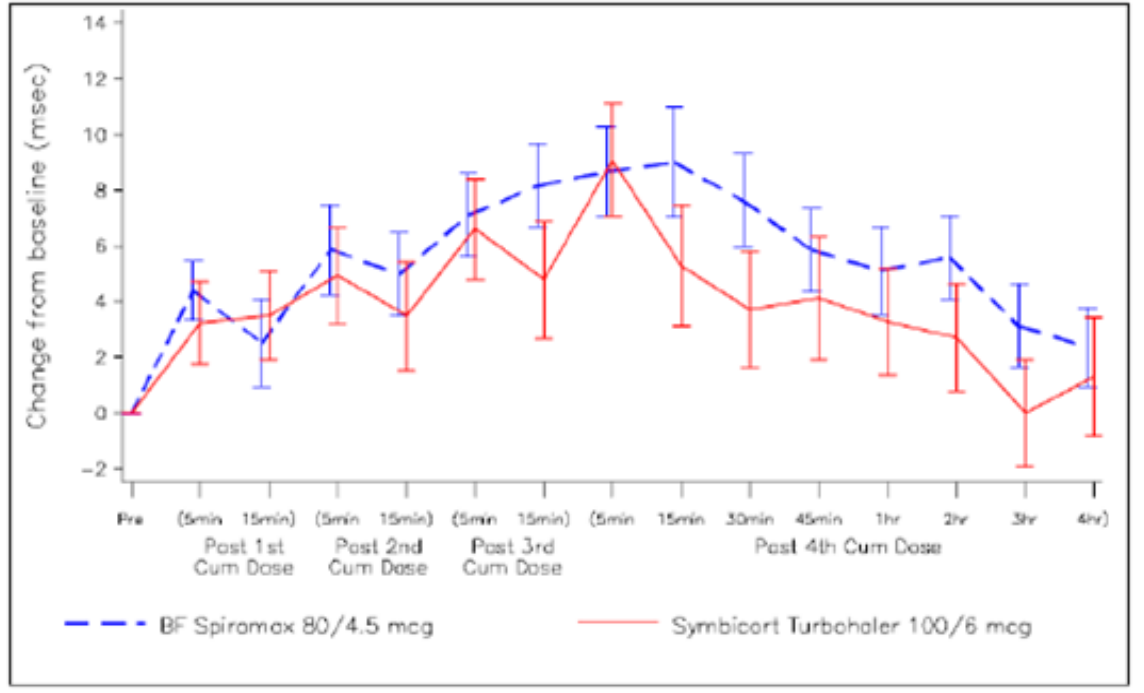 Change from baseline (msec)
14
12
10
8
6
4
2
0
−2
Pre (5min 15min) (5min 15min) (5min 15min) (5min 15min 30min 45min 1hr 2hr 3hr 4hr)
Post 1st Post 2nd Post 3rd Post 4th Cum Dose
Cum Dose Cum Dose Cum Dose
BF Spiromax 80/4.5 mcg Symbicort Turbohaler 100/6 mcg